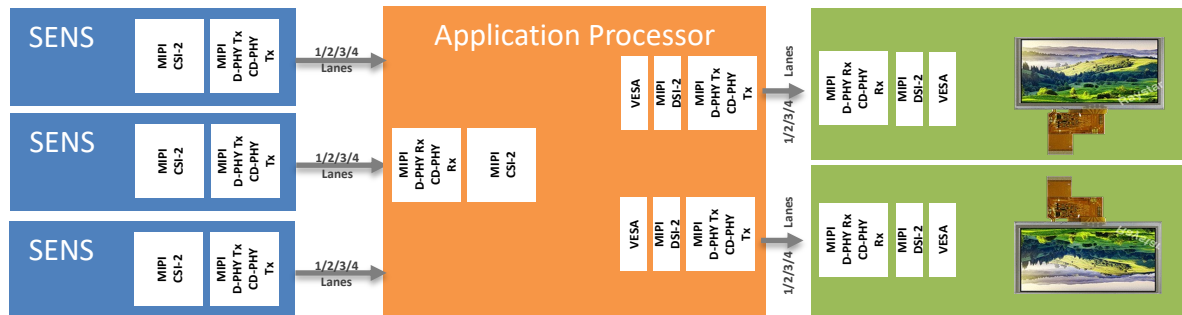 SENS
MIPI
CSI-2
MIPI
D-PHY Tx
CD-PHY
Tx
1/2/3/4
Lanes
SENS
MIPI
CSI-2
MIPI
D-PHY Tx
CD-PHY
Tx
1/2/3/4
Lanes
SENS
MIPI
CSI-2
MIPI
D-PHY Tx
CD-PHY
Tx
1/2/3/4
Lanes
Application Processor
MIPI
D-PHY Rx
CD-PHY
Rx
MIPI
CSI-2
VESA
MIPI
DSI-2
MIPI
D-PHY Tx
CD-PHY
Tx
1/2/3/4 Lanes
VESA
MIPI
DSI-2
MIPI
D-PHY Tx
CD-PHY
Tx
1/2/3/4 Lanes
MIPI
D-PHY Rx
CD-PHY
Rx
MIPI
DSI-2
VESA
MIPI
D-PHY Rx
CD-PHY
Rx
MIPI
DSI-2
VESA